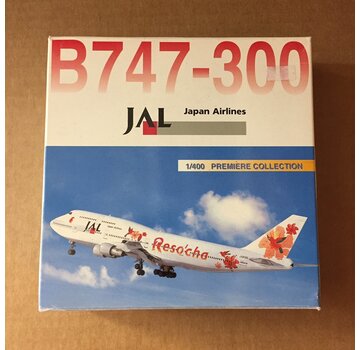 B747-300
JAL
Japan Airlines
1/400 PREMIERE COLLECTION
JAL
Reso'cha